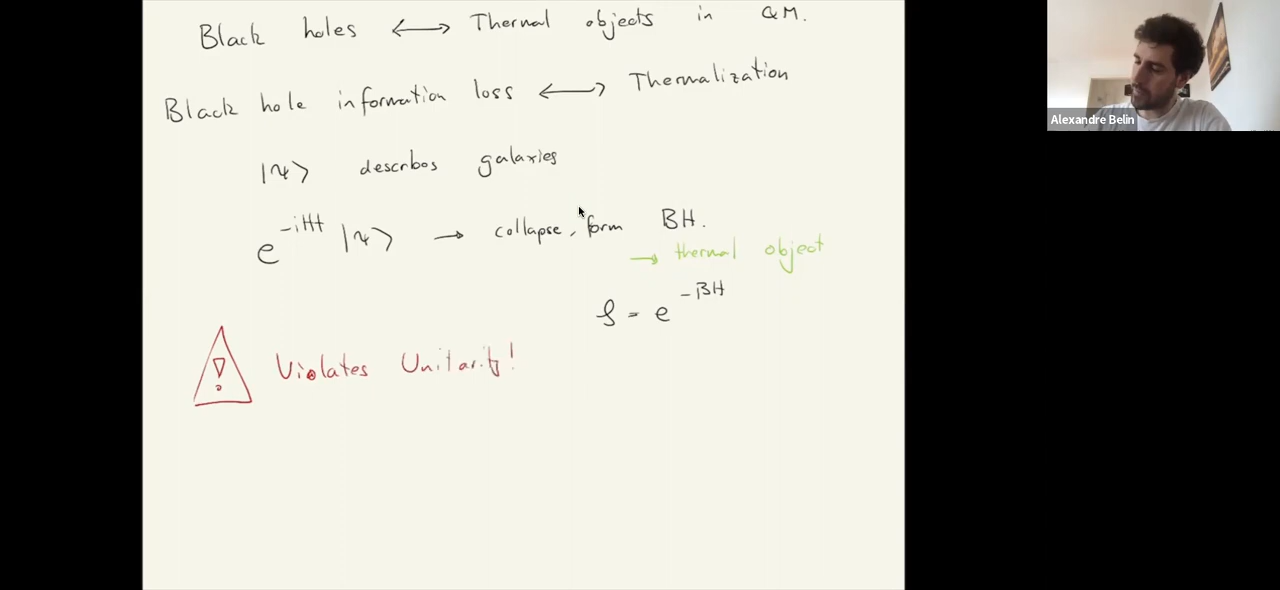 Black holes ⟷ Thermal objects in QM.
Alexandre Belin
Black hole information loss ⟷ Thermalization
|ψ⟩ describes galaxies
e^{-iHt} |ψ⟩ → collapse, form BH.
→ thermal object
ρ = e^{-βH}
! Violates Unitarity!